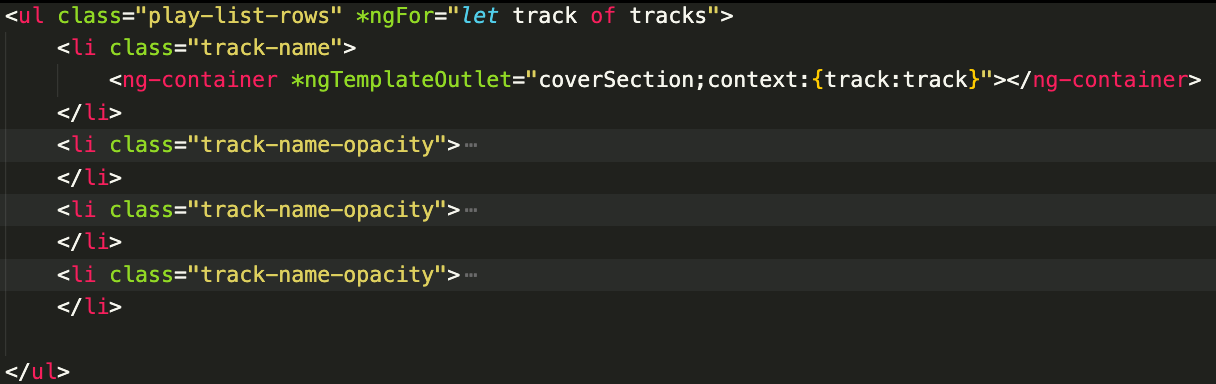 <ul class="play-list-rows" *ngFor="let track of tracks">
    <li class="track-name">
        <ng-container *ngTemplateOutlet="coverSection;context:{track:track}"></ng-container>
    </li>
    <li class="track-name-opacity">⋯
    </li>
    <li class="track-name-opacity">⋯
    </li>
    <li class="track-name-opacity">⋯
    </li>
</ul>